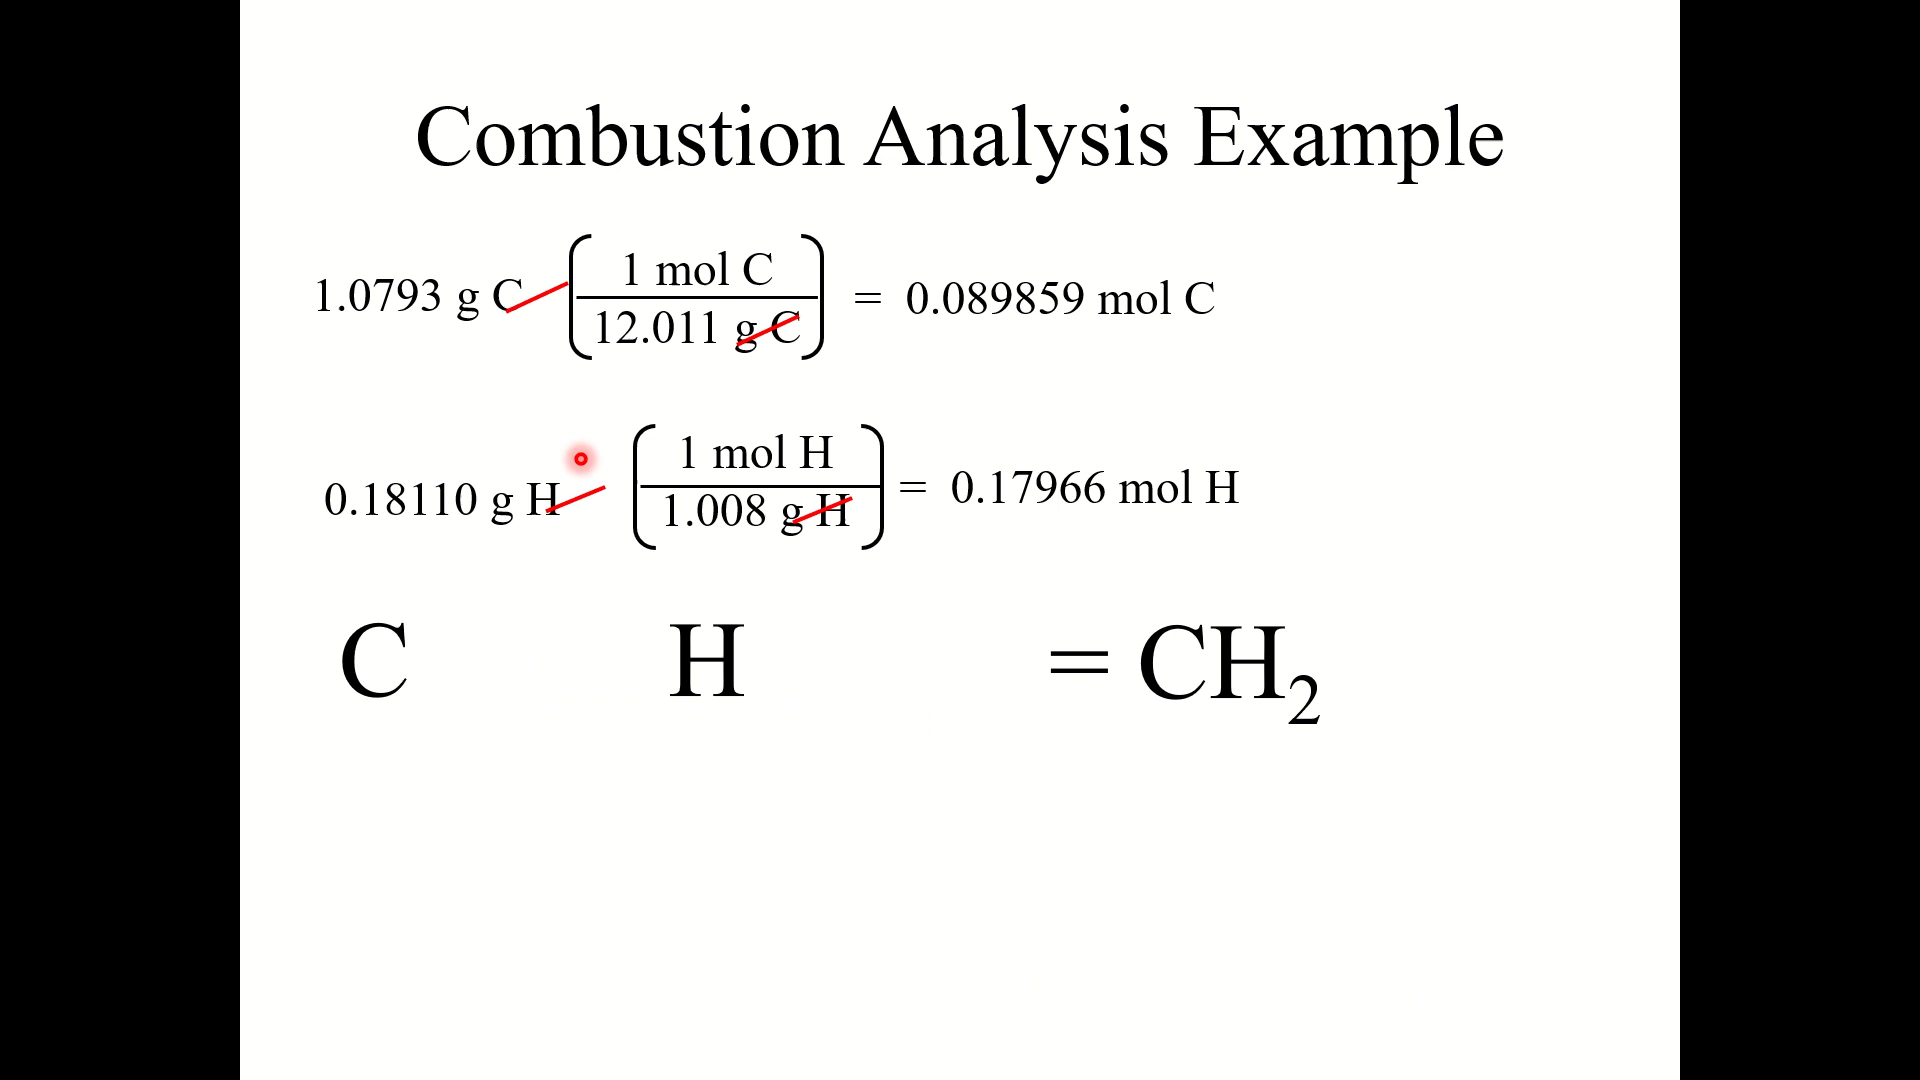 Combustion Analysis Example
1.0793 g C (1 mol C / 12.011 g C) = 0.089859 mol C
0.18110 g H (1 mol H / 1.008 g H) = 0.17966 mol H
C H = CH₂